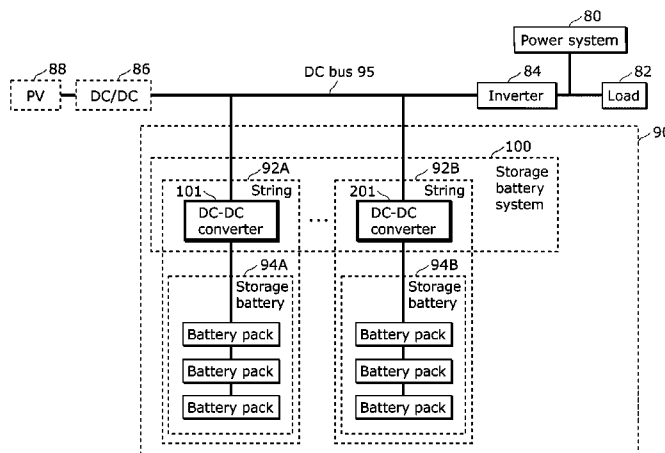 80
Power system
88
86
84
82
PV
DC/DC
DC bus 95
Inverter
Load
90
100
Storage
battery
system
92A
String
92B
String
101
DC-DC
converter
...
201
DC-DC
converter
94A
Storage
battery
94B
Storage
battery
Battery pack
Battery pack
Battery pack
Battery pack
Battery pack
Battery pack